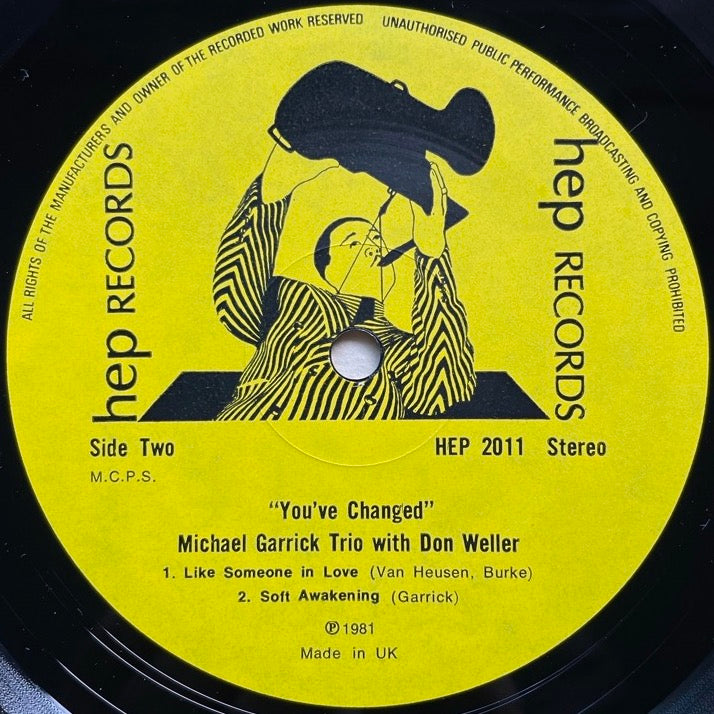 ALL RIGHTS OF THE MANUFACTURERS AND OWNER OF THE RECORDED WORK RESERVED UNAUTHORISED PUBLIC PERFORMANCE BROADCASTING AND COPYING PROHIBITED
hep RECORDS
hep RECORDS
Side Two HEP 2011 Stereo
M.C.P.S.
“You’ve Changed”
Michael Garrick Trio with Don Weller
1. Like Someone in Love (Van Heusen, Burke)
2. Soft Awakening (Garrick)
℗ 1981
Made in UK